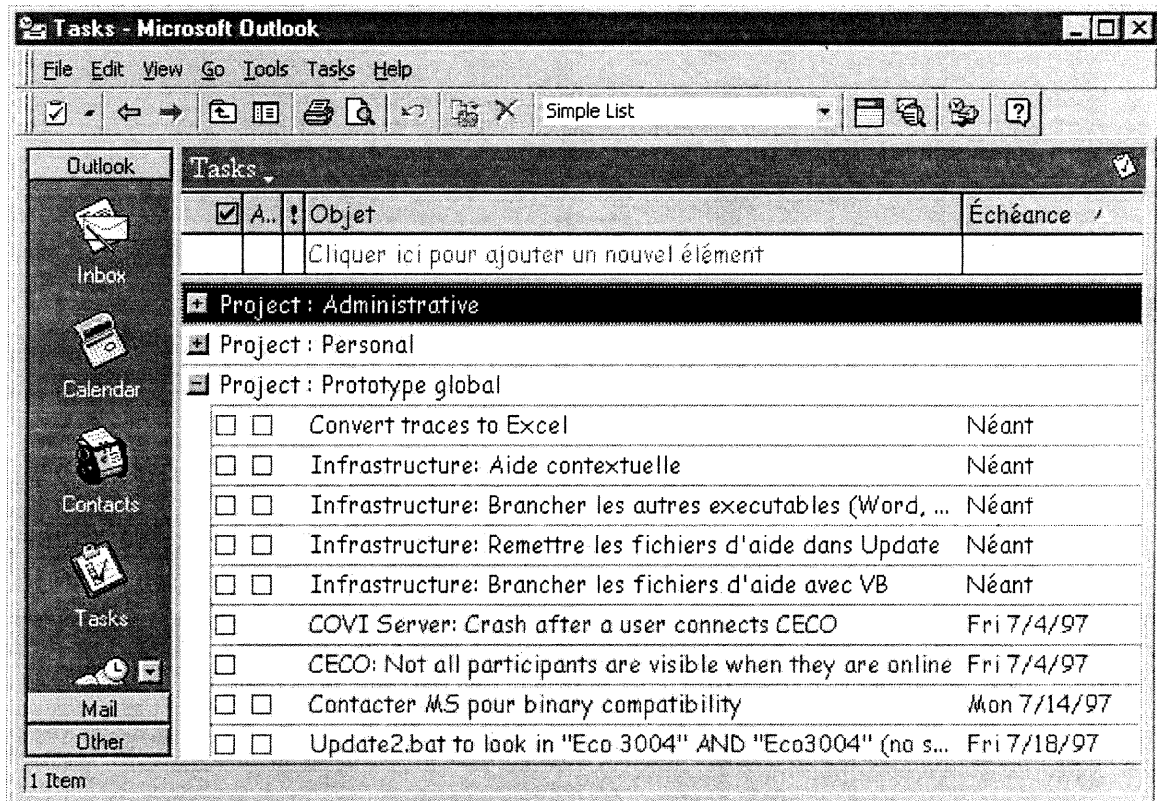 Tasks - Microsoft Outlook
File Edit View Go Tools Tasks Help
Simple List
Outlook
Inbox
Calendar
Contacts
Tasks
Mail
Other
Tasks
A.. ! Objet Échéance
Cliquer ici pour ajouter un nouvel élément
Project : Administrative
Project : Personal
Project : Prototype global
Convert traces to Excel Néant
Infrastructure: Aide contextuelle Néant
Infrastructure: Brancher les autres executables (Word, ... Néant
Infrastructure: Remettre les fichiers d'aide dans Update Néant
Infrastructure: Brancher les fichiers d'aide avec VB Néant
COVI Server: Crash after a user connects CECO Fri 7/4/97
CECO: Not all participants are visible when they are online Fri 7/4/97
Contacter MS pour binary compatibility Mon 7/14/97
Update2.bat to look in "Eco 3004" AND "Eco3004" (no s... Fri 7/18/97
1 Item